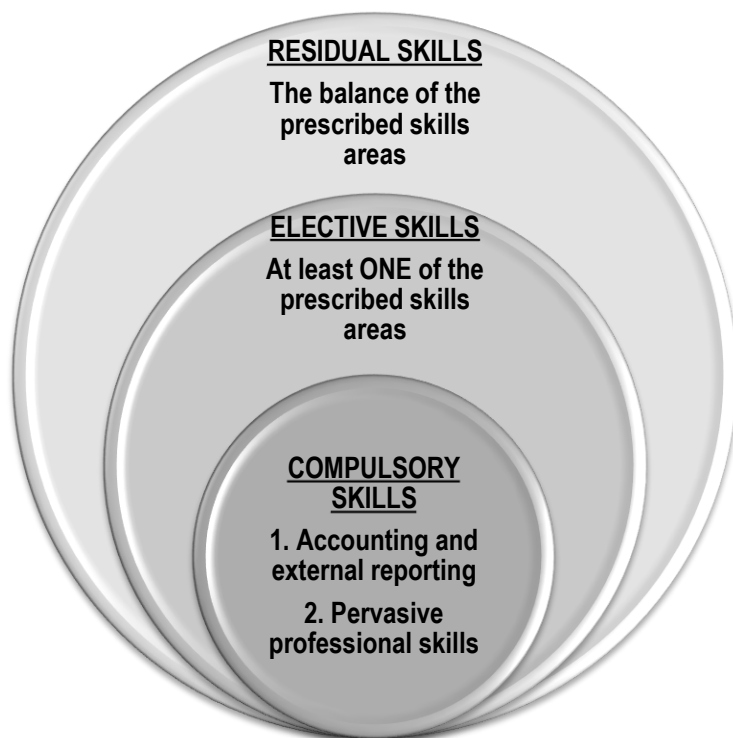 RESIDUAL SKILLS
The balance of the
prescribed skills
areas
ELECTIVE SKILLS
At least ONE of the
prescribed skills
areas
COMPULSORY
SKILLS
1. Accounting and
external reporting
2. Pervasive
professional skills